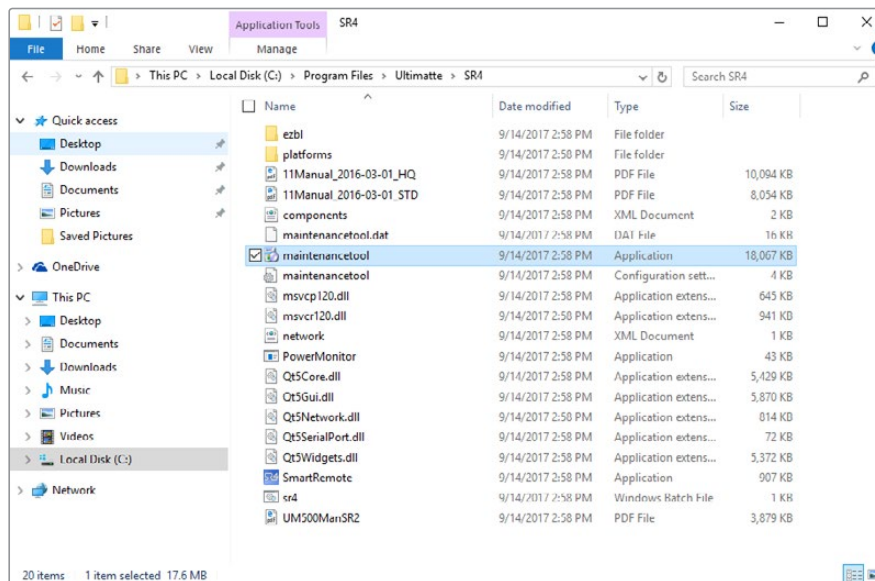 Application Tools SR4
File Home Share View Manage
This PC Local Disk (C:) Program Files Ultimatte SR4 Search SR4
Name Date modified Type Size
Quick access
Desktop
Downloads
Documents
Pictures
Saved Pictures
OneDrive
This PC
Desktop
Documents
Downloads
Music
Pictures
Videos
Local Disk (C:)
Network
ezbl 9/14/2017 2:58 PM File folder
platforms 9/14/2017 2:58 PM File folder
11Manual_2016-03-01_HQ 9/14/2017 2:58 PM PDF File 10,094 KB
11Manual_2016-03-01_STD 9/14/2017 2:58 PM PDF File 8,054 KB
components 9/14/2017 2:58 PM XML Document 2 KB
maintenancetool.dat 9/14/2017 2:58 PM DAT File 16 KB
maintenancetool 9/14/2017 2:58 PM Application 18,067 KB
maintenancetool 9/14/2017 2:58 PM Configuration sett... 4 KB
msvcp120.dll 9/14/2017 2:58 PM Application extens... 645 KB
msvcr120.dll 9/14/2017 2:58 PM Application extens... 941 KB
network 9/14/2017 2:58 PM XML Document 1 KB
PowerMonitor 9/14/2017 2:58 PM Application 43 KB
Qt5Core.dll 9/14/2017 2:58 PM Application extens... 5,429 KB
Qt5Gui.dll 9/14/2017 2:58 PM Application extens... 5,870 KB
Qt5Network.dll 9/14/2017 2:58 PM Application extens... 814 KB
Qt5SerialPort.dll 9/14/2017 2:58 PM Application extens... 72 KB
Qt5Widgets.dll 9/14/2017 2:58 PM Application extens... 5,372 KB
SmartRemote 9/14/2017 2:58 PM Application 907 KB
sr4 9/14/2017 2:58 PM Windows Batch File 1 KB
UM500ManSR2 9/14/2017 2:58 PM PDF File 3,879 KB
20 items 1 item selected 17.6 MB